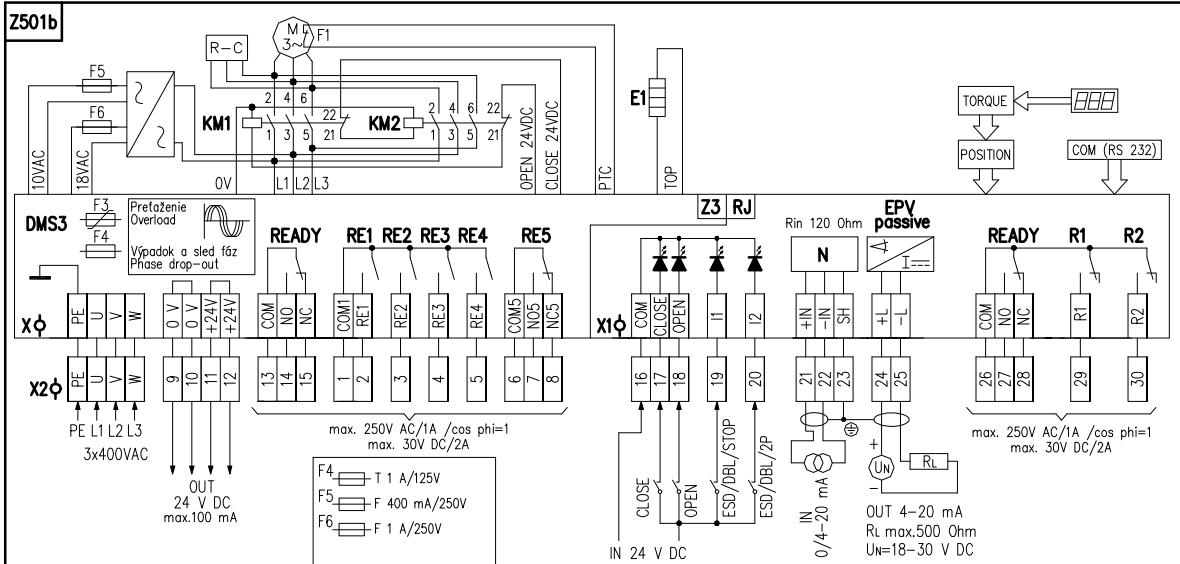 Z501b
F5
F6
10VAC
18VAC
R-C
M
3~
F1
2 4 6
22
KM1
1 3 5
21
KM2
2 4 6
22
1 3 5
21
0V
L1 L2 L3
OPEN 24VDC
CLOSE 24VDC
PTC
E1
TOP
TORQUE
POSITION
COM (RS 232)
DMS3
F3
F4
Preťaženie
Overload
Výpadok a sled fáz
Phase drop-out
READY
RE1 RE2 RE3 RE4
RE5
Z3 RJ
Rin 120 Ohm
N
EPV
passive
READY
R1
R2
X
PE
U
V
W
0 V
0 V
+24V
+24V
COM
NO
NC
COM1
RE1
RE2
RE3
RE4
COM5
NO5
NC5
X1
COM
CLOSE
OPEN
I1
I2
+IN
-IN
SH
+L
-L
COM
NO
NC
R1
R2
X2
PE
U
V
W
9
10
11
12
13
14
15
1
2
3
4
5
6
7
8
16
17
18
19
20
21
22
23
24
25
26
27
28
29
30
PE L1 L2 L3
3x400VAC
OUT
24 V DC
max.100 mA
max. 250V AC/1A /cos phi=1
max. 30V DC/2A
F4 T 1 A/125V
F5 F 400 mA/250V
F6 F 1 A/250V
CLOSE
OPEN
ESD/DBL/STOP
ESD/DBL/2P
IN 24 V DC
IN
0/4-20 mA
+
UN
-
RL
OUT 4-20 mA
RL max.500 Ohm
UN=18-30 V DC
max. 250V AC/1A /cos phi=1
max. 30V DC/2A